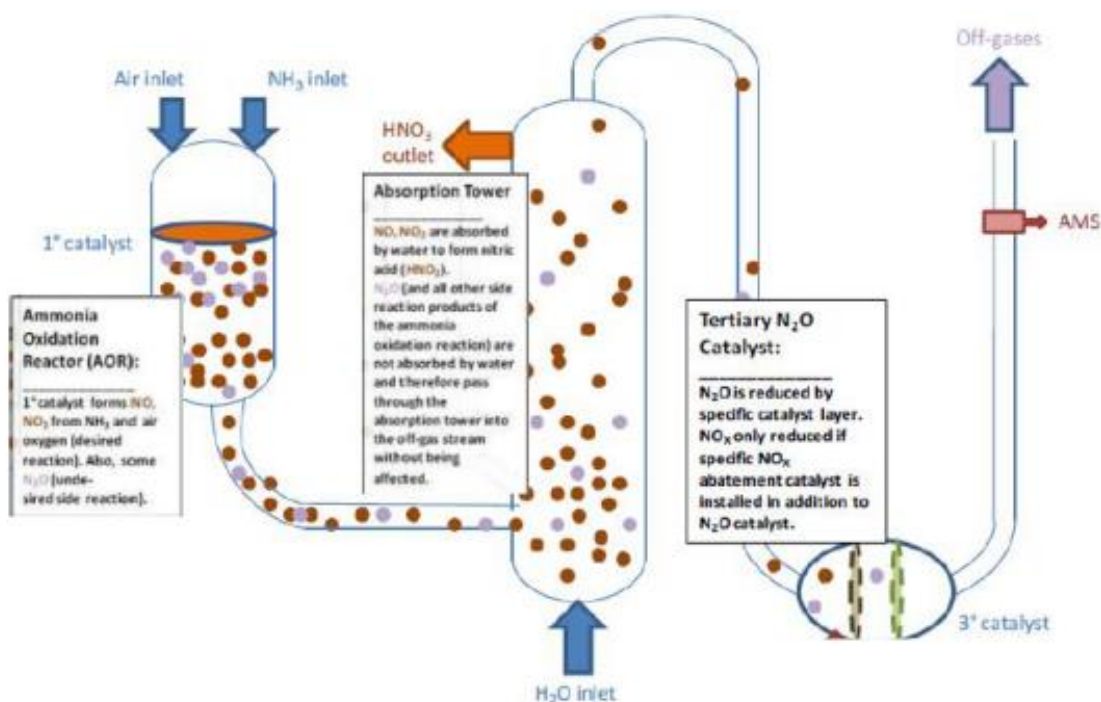 Air inlet
NH₃ inlet
Off-gases
HNO₃
outlet
AMS
1° catalyst
Absorption Tower
NO, NO₂ are absorbed
by water to form nitric
acid (HNO₃).
N₂O (and all other side
reaction products of
the ammonia
oxidation reaction) are
not absorbed by water
and therefore pass
through the
absorption tower into
the off-gas stream
without being
affected.
Ammonia
Oxidation
Reactor (AOR):
1° catalyst forms NO,
NO₂ from NH₃ and air
oxygen (desired
reaction). Also, some
N₂O (unde-
sired side reaction).
Tertiary N₂O
Catalyst:
N₂O is reduced by
specific catalyst layer.
NOₓ only reduced if
specific NOₓ
abatement catalyst is
installed in addition to
N₂O catalyst.
3° catalyst
H₂O inlet